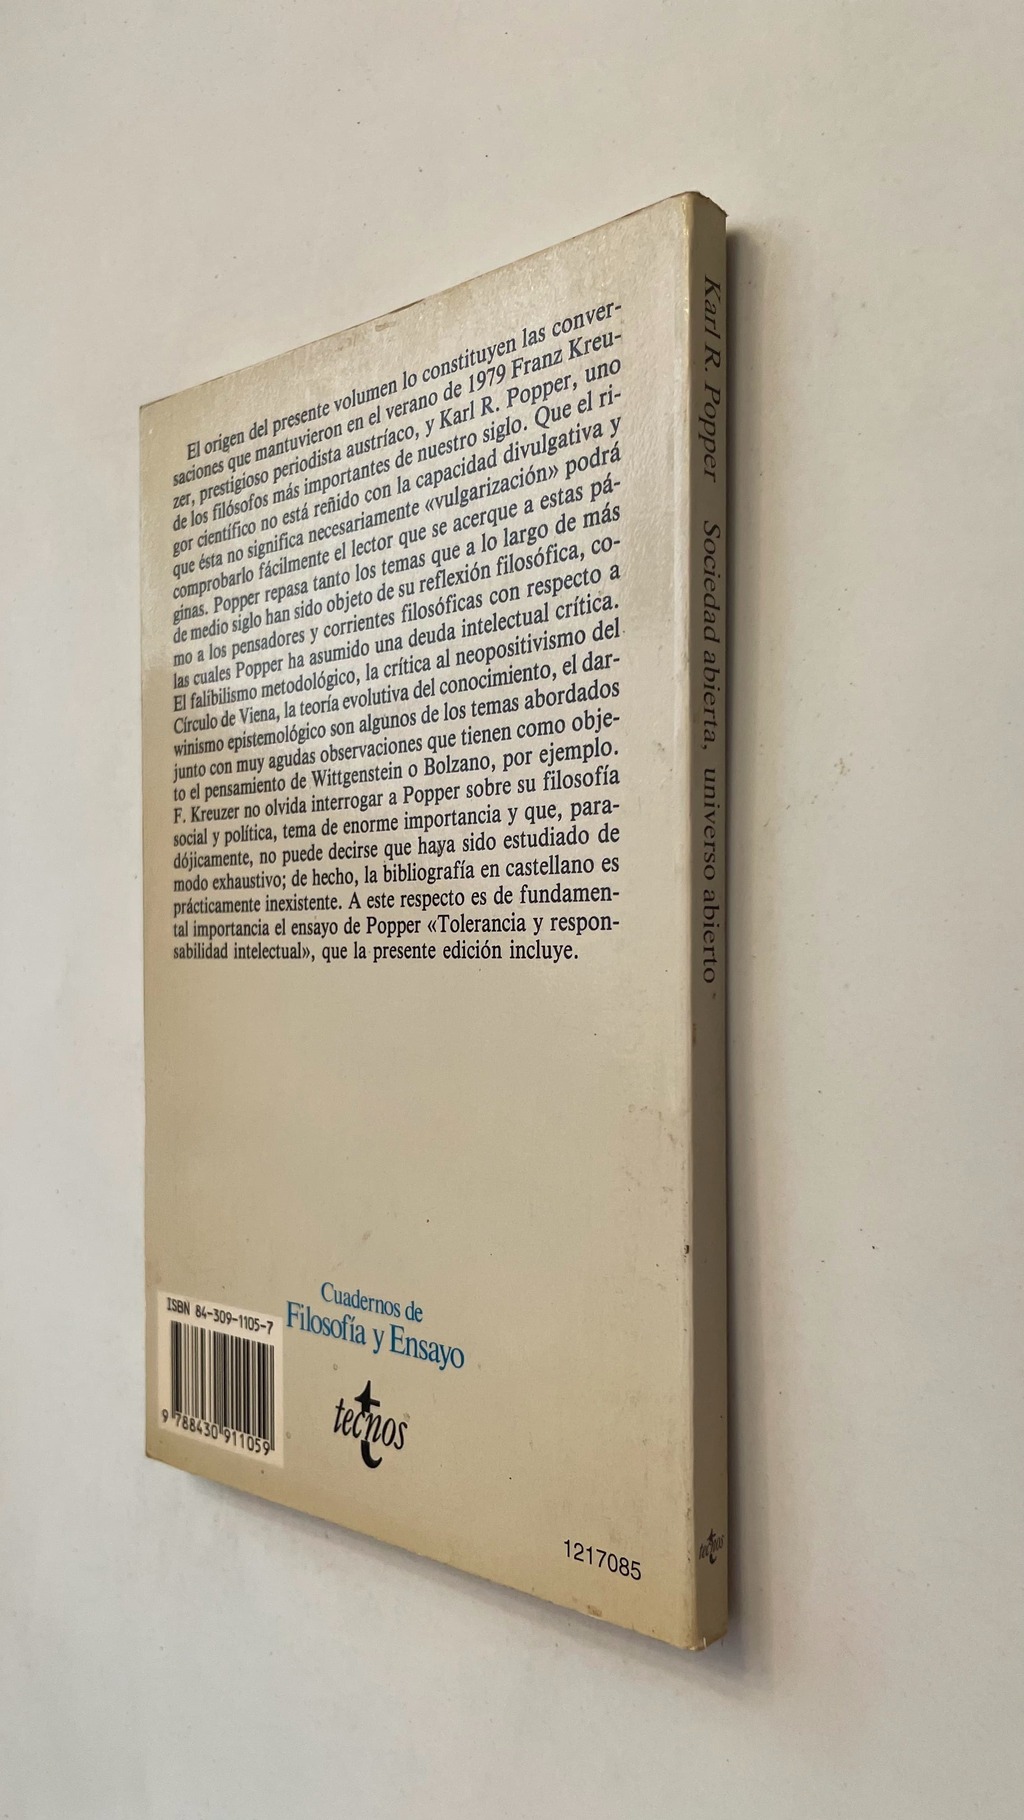 El origen del presente volumen lo constituyen las conver-
saciones que mantuvieron en el verano de 1979 Franz Kreu-
zer, prestigioso periodista austríaco, y Karl R. Popper, uno
de los filósofos más importantes de nuestro siglo. Que el ri-
gor científico no está reñido con la capacidad divulgativa y
que ésta no significa necesariamente «vulgarización» podrá
comprobarlo fácilmente el lector que se acerque a estas pá-
ginas. Popper repasa tanto los temas que a lo largo de más
de medio siglo han sido objeto de su reflexión filosófica, co-
mo a los pensadores y corrientes filosóficas con respecto a
las cuales Popper ha asumido una deuda intelectual crítica.
El falibilismo metodológico, la crítica al neopositivismo del
Círculo de Viena, la teoría evolutiva del conocimiento, el dar-
winismo epistemológico son algunos de los temas abordados
junto con muy agudas observaciones que tienen como obje-
to el pensamiento de Wittgenstein o Bolzano, por ejemplo.
F. Kreuzer no olvida interrogar a Popper sobre su filosofía
social y política, tema de enorme importancia y que, para-
dójicamente, no puede decirse que haya sido estudiado de
modo exhaustivo; de hecho, la bibliografía en castellano es
prácticamente inexistente. A este respecto es de fundamen-
tal importancia el ensayo de Popper «Tolerancia y respon-
sabilidad intelectual», que la presente edición incluye.
Cuadernos de
Filosofía y Ensayo
tecnos
ISBN 84-309-1105-7
9 788430 911059
1217085
Karl R. Popper Sociedad abierta, universo abierto
tecnos